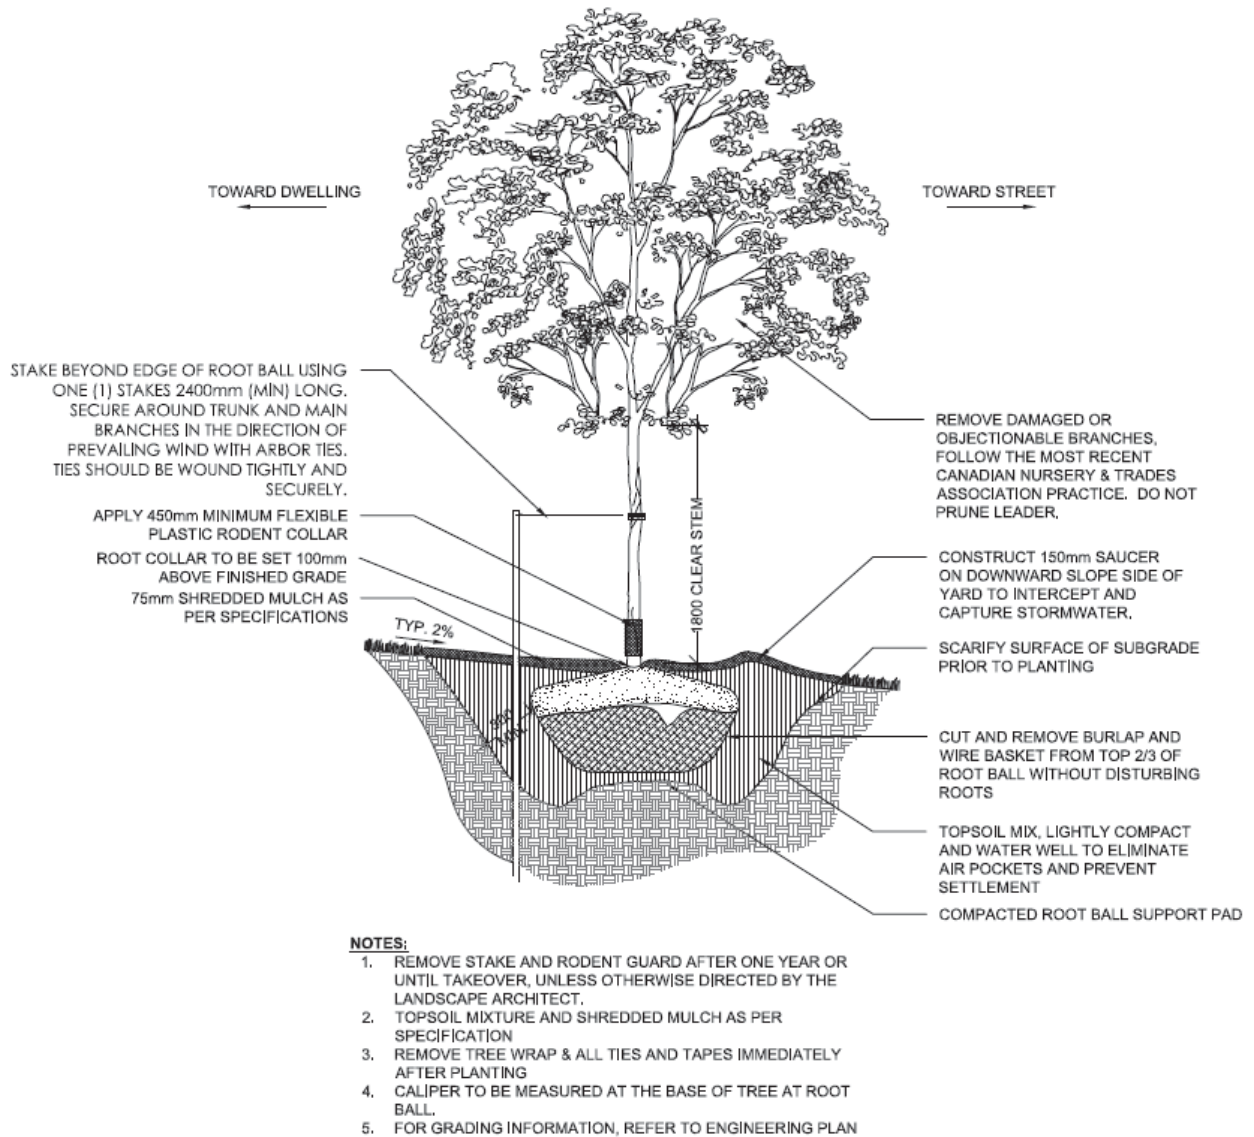 TOWARD DWELLING
TOWARD STREET
STAKE BEYOND EDGE OF ROOT BALL USING
ONE (1) STAKES 2400mm (MIN) LONG.
SECURE AROUND TRUNK AND MAIN
BRANCHES IN THE DIRECTION OF
PREVAILING WIND WITH ARBOR TIES.
TIES SHOULD BE WOUND TIGHTLY AND
SECURELY.
APPLY 450mm MINIMUM FLEXIBLE
PLASTIC RODENT COLLAR
ROOT COLLAR TO BE SET 100mm
ABOVE FINISHED GRADE
75mm SHREDDED MULCH AS
PER SPECIFICATIONS
TYP. 2%
300
MIN.
1800 CLEAR STEM
REMOVE DAMAGED OR
OBJECTIONABLE BRANCHES,
FOLLOW THE MOST RECENT
CANADIAN NURSERY & TRADES
ASSOCIATION PRACTICE. DO NOT
PRUNE LEADER.
CONSTRUCT 150mm SAUCER
ON DOWNWARD SLOPE SIDE OF
YARD TO INTERCEPT AND
CAPTURE STORMWATER.
SCARIFY SURFACE OF SUBGRADE
PRIOR TO PLANTING
CUT AND REMOVE BURLAP AND
WIRE BASKET FROM TOP 2/3 OF
ROOT BALL WITHOUT DISTURBING
ROOTS
TOPSOIL MIX, LIGHTLY COMPACT
AND WATER WELL TO ELIMINATE
AIR POCKETS AND PREVENT
SETTLEMENT
COMPACTED ROOT BALL SUPPORT PAD
NOTES:
1. REMOVE STAKE AND RODENT GUARD AFTER ONE YEAR OR
UNTIL TAKEOVER, UNLESS OTHERWISE DIRECTED BY THE
LANDSCAPE ARCHITECT.
2. TOPSOIL MIXTURE AND SHREDDED MULCH AS PER
SPECIFICATION
3. REMOVE TREE WRAP & ALL TIES AND TAPES IMMEDIATELY
AFTER PLANTING
4. CALIPER TO BE MEASURED AT THE BASE OF TREE AT ROOT
BALL.
5. FOR GRADING INFORMATION, REFER TO ENGINEERING PLAN